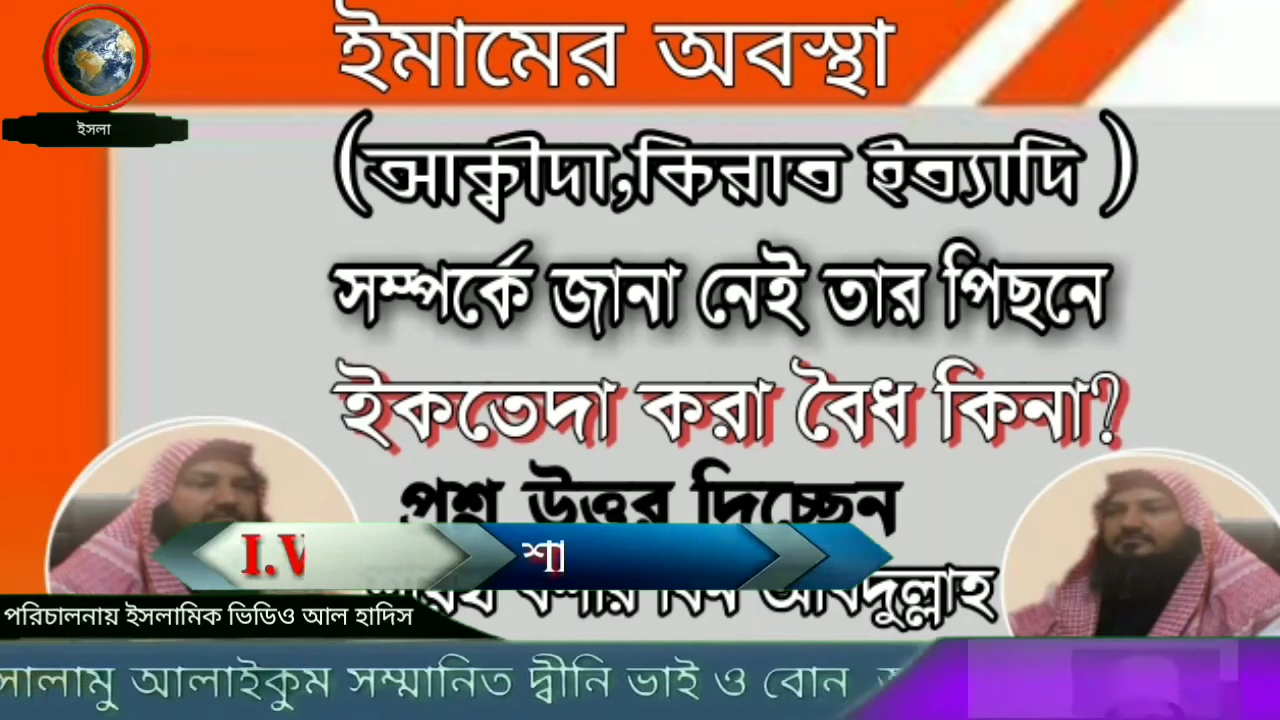 ইমামের অবস্থা
ইসলা
(আক্বীদা,কিরাত ইত্যাদি )
সম্পর্কে জানা নেই তার পিছনে
ইকতেদা করা বৈধ কিনা?
প্রশ্ন উত্তর দিচ্ছেন
I.V
শা
আবদুল্লাহ
পরিচালনায় ইসলামিক ভিডিও আল হাদিস
সালামু আলাইকুম সম্মানিত দ্বীনি ভাই ও বোন